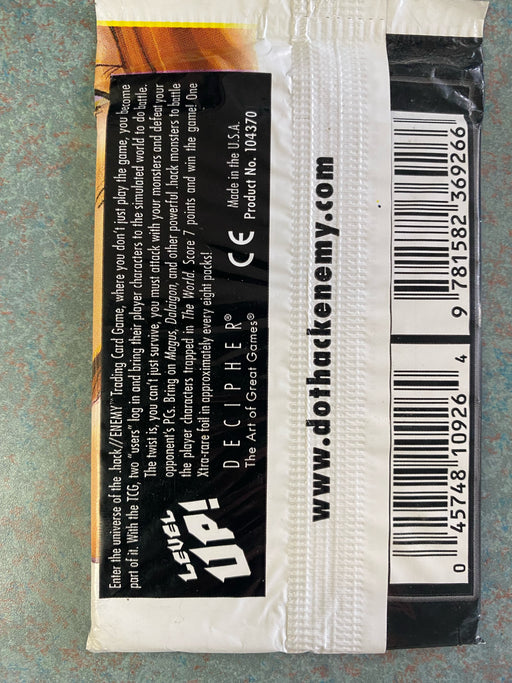 Enter the universe of the .hack//ENEMY™ Trading Card Game, where you don't just play the game, you become
part of it. With the TCG, two "users" log in and bring their player characters to the simulated world to do battle.
The twist is, you can't just survive, you must attack with your monsters and defeat your
opponent's PCs. Bring on Magus, Dolaigon, and other powerful .hack monsters to battle
the player characters trapped in The World. Score 7 points and win the game! One
Xtra-rare foil in approximately every eight packs!
LEVEL
UP!
DECIPHER®
The Art of Great Games®
CE Made in the U.S.A.
Product No. 104370
www.dothackenemy.com
0 45748 10926 4
9 781582 369266